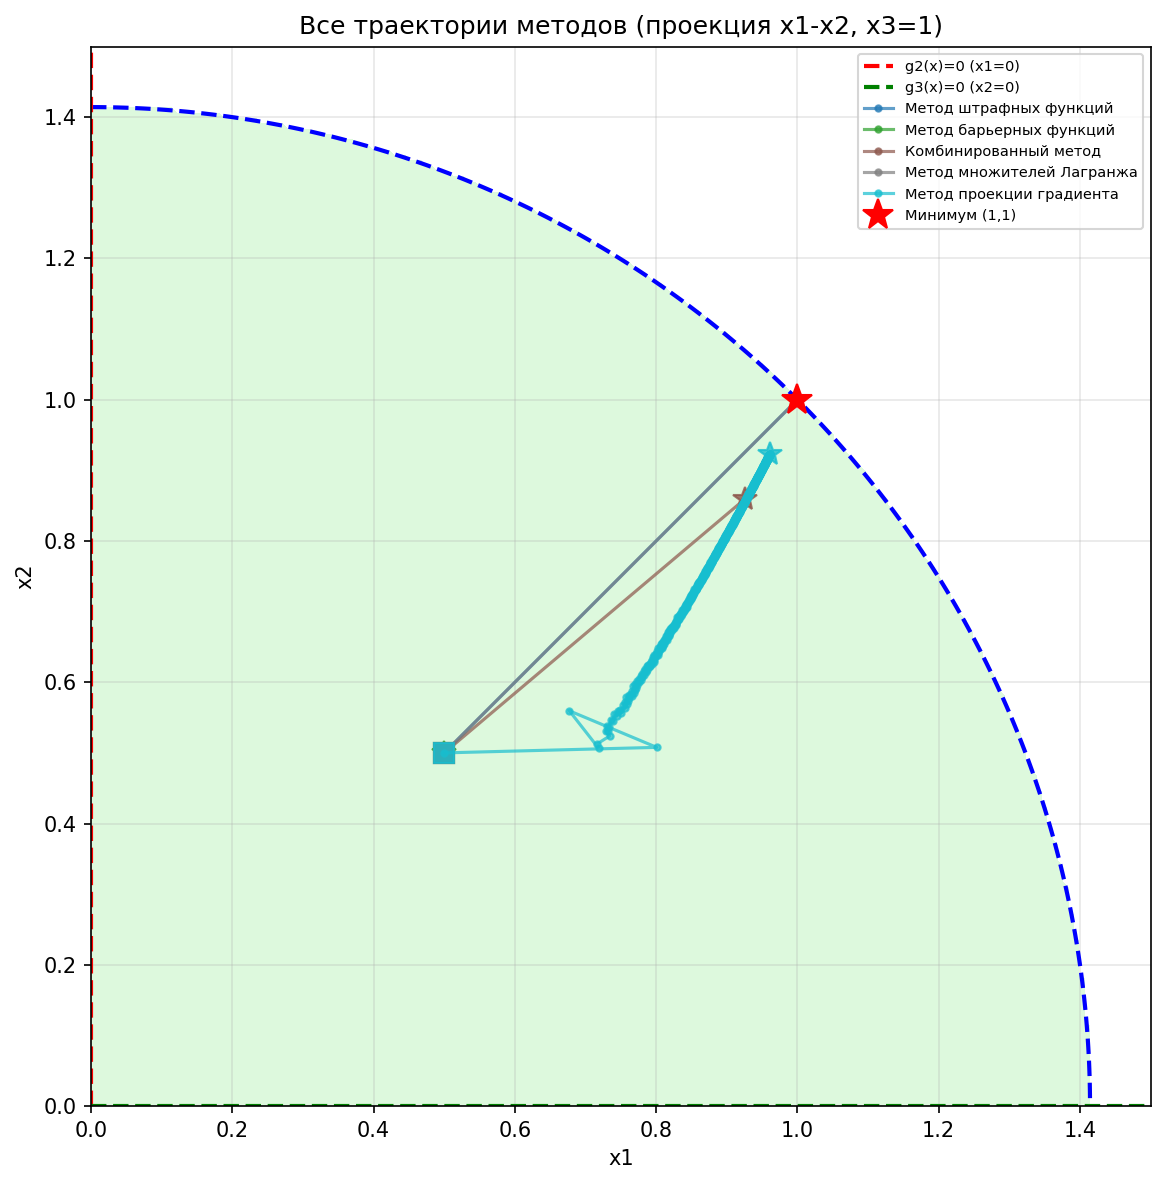 Все траектории методов (проекция x1-x2, x3=1)
g2(x)=0 (x1=0)
g3(x)=0 (x2=0)
Метод штрафных функций
Метод барьерных функций
Комбинированный метод
Метод множителей Лагранжа
Метод проекции градиента
Минимум (1,1)
1.4
1.2
1.0
0.8
0.6
0.4
0.2
0.0
x2
0.0 0.2 0.4 0.6 0.8 1.0 1.2 1.4
x1